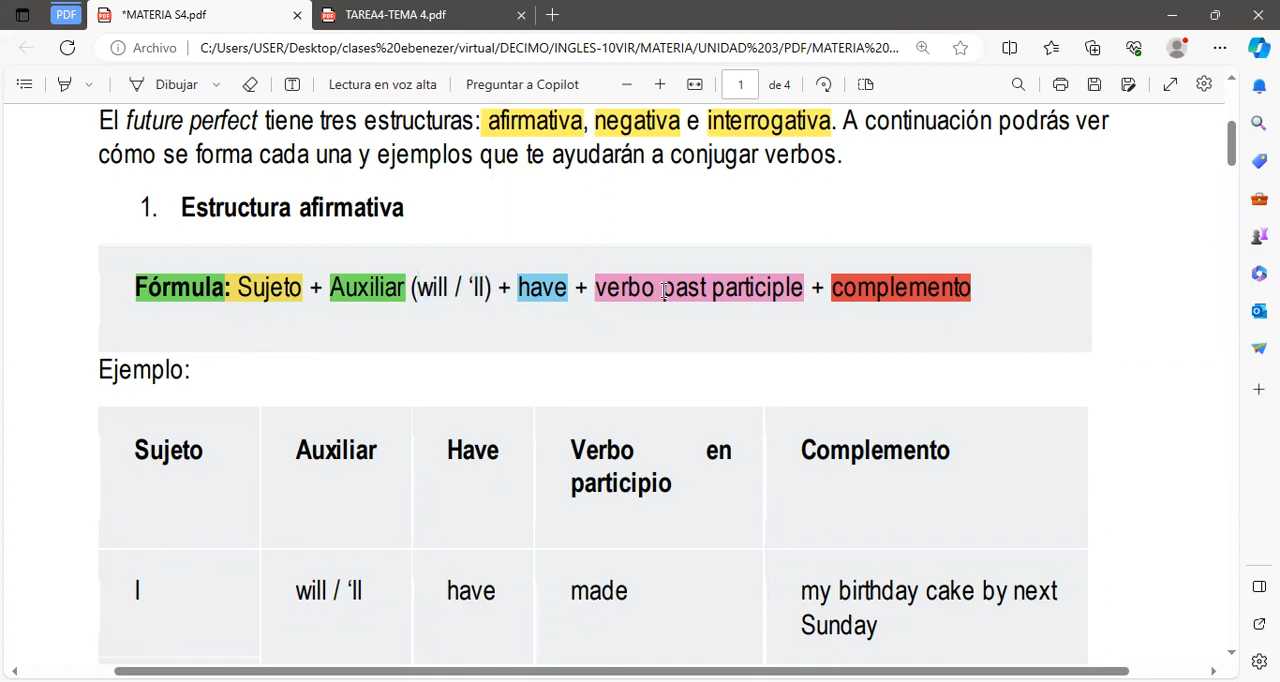 PDF *MATERIA S4.pdf TAREA4-TEMA 4.pdf
Archivo C:/Users/USER/Desktop/clases%20ebenezer/virtual/DECIMO/INGLES-10VIR/MATERIA/UNIDAD%203/PDF/MATERIA%20...
Dibujar Lectura en voz alta Preguntar a Copilot 1 de 4
El future perfect tiene tres estructuras: afirmativa, negativa e interrogativa. A continuación podrás ver
cómo se forma cada una y ejemplos que te ayudarán a conjugar verbos.
1. Estructura afirmativa
Fórmula: Sujeto + Auxiliar (will / ‘ll) + have + verbo past participle + complemento
Ejemplo:
Sujeto Auxiliar Have Verbo en Complemento
participio
I will / ‘ll have made my birthday cake by next
Sunday